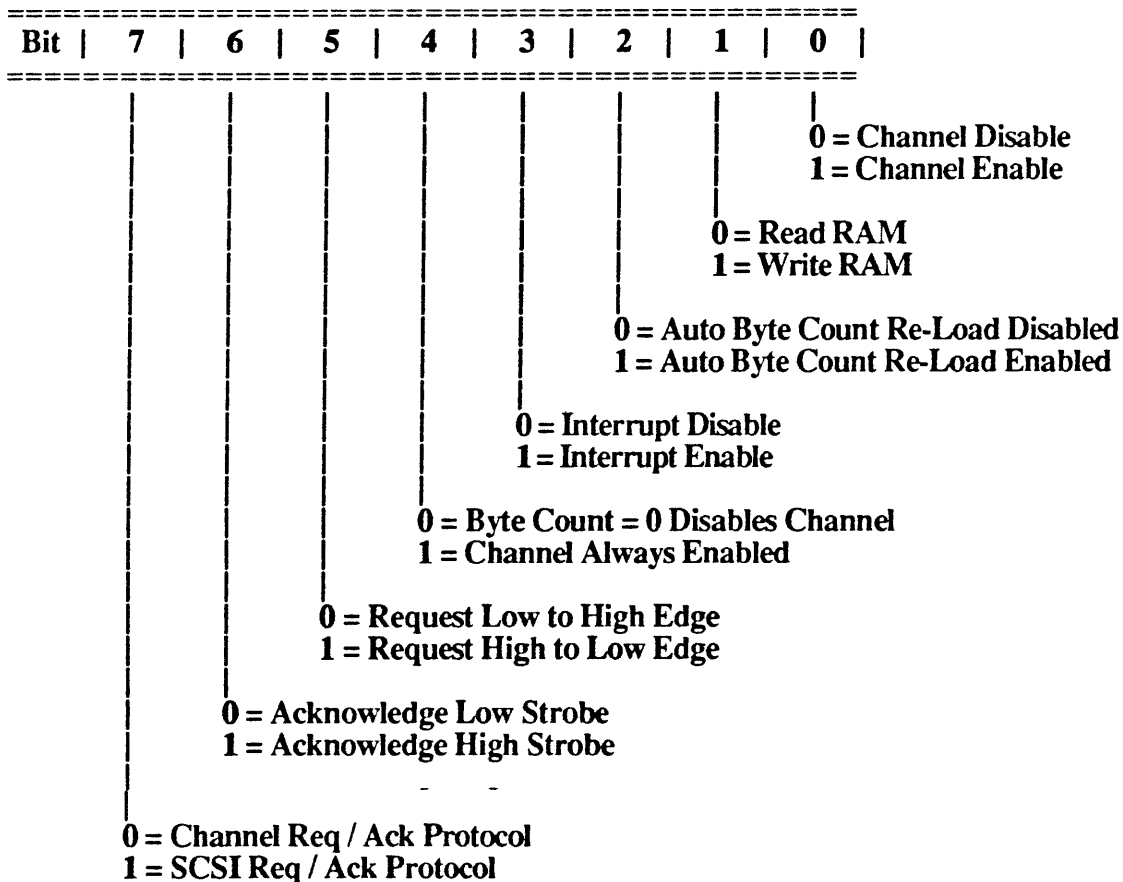 Bit | 7 | 6 | 5 | 4 | 3 | 2 | 1 | 0 |
0 = Channel Disable
1 = Channel Enable
0 = Read RAM
1 = Write RAM
0 = Auto Byte Count Re-Load Disabled
1 = Auto Byte Count Re-Load Enabled
0 = Interrupt Disable
1 = Interrupt Enable
0 = Byte Count = 0 Disables Channel
1 = Channel Always Enabled
0 = Request Low to High Edge
1 = Request High to Low Edge
0 = Acknowledge Low Strobe
1 = Acknowledge High Strobe
0 = Channel Req / Ack Protocol
1 = SCSI Req / Ack Protocol